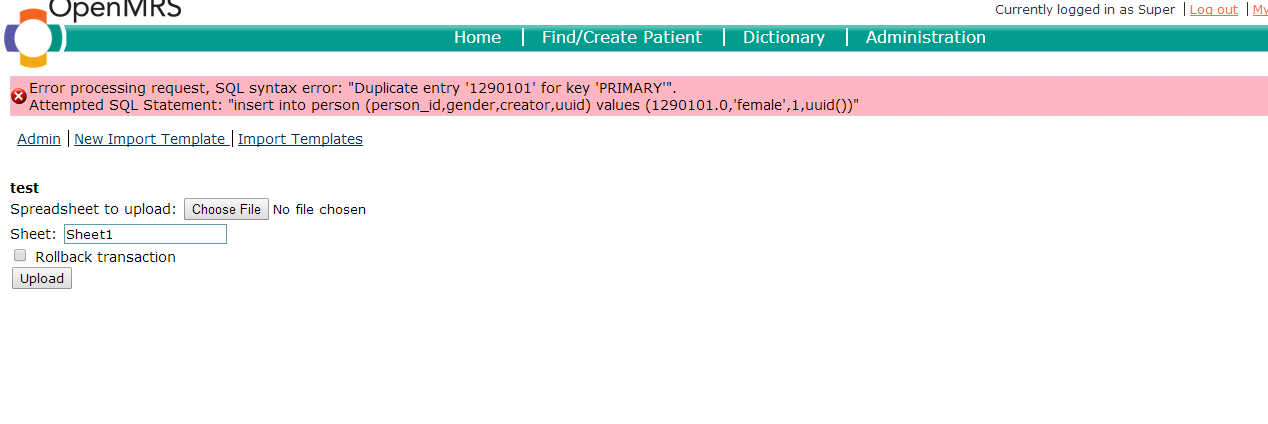 OpenMRS
Currently logged in as Super | Log out | My
Home | Find/Create Patient | Dictionary | Administration
Error processing request, SQL syntax error: "Duplicate entry '1290101' for key 'PRIMARY'".
Attempted SQL Statement: "insert into person (person_id,gender,creator,uuid) values (1290101.0,'female',1,uuid())"
Admin | New Import Template | Import Templates
test
Spreadsheet to upload: Choose File No file chosen
Sheet: Sheet1
Rollback transaction
Upload